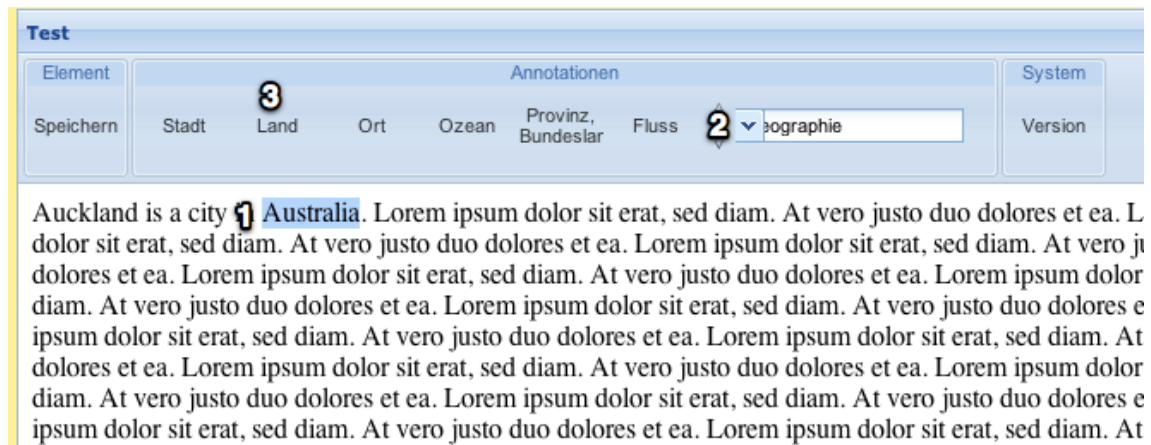 Test
Element Annotationen System
3
Speichern Stadt Land Ort Ozean Provinz, Bundeslar Fluss 2 eographie Version
Auckland is a city 1 Australia. Lorem ipsum dolor sit erat, sed diam. At vero justo duo dolores et ea. L
dolor sit erat, sed diam. At vero justo duo dolores et ea. Lorem ipsum dolor sit erat, sed diam. At vero ju
dolores et ea. Lorem ipsum dolor sit erat, sed diam. At vero justo duo dolores et ea. Lorem ipsum dolor
diam. At vero justo duo dolores et ea. Lorem ipsum dolor sit erat, sed diam. At vero justo duo dolores e
ipsum dolor sit erat, sed diam. At vero justo duo dolores et ea. Lorem ipsum dolor sit erat, sed diam. At
dolores et ea. Lorem ipsum dolor sit erat, sed diam. At vero justo duo dolores et ea. Lorem ipsum dolor
diam. At vero justo duo dolores et ea. Lorem ipsum dolor sit erat, sed diam. At vero justo duo dolores e
ipsum dolor sit erat, sed diam. At vero justo duo dolores et ea. Lorem ipsum dolor sit erat, sed diam. At